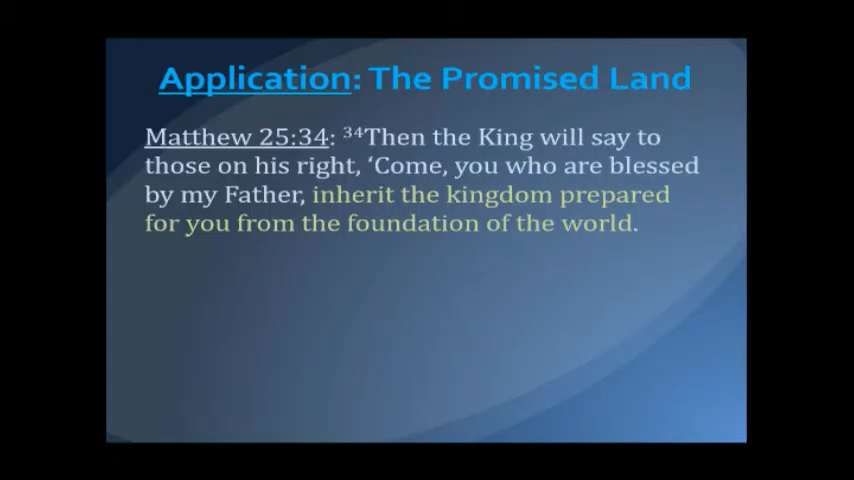 Application: The Promised Land
Matthew 25:34: ³⁴Then the King will say to
those on his right, ‘Come, you who are blessed
by my Father, inherit the kingdom prepared
for you from the foundation of the world.